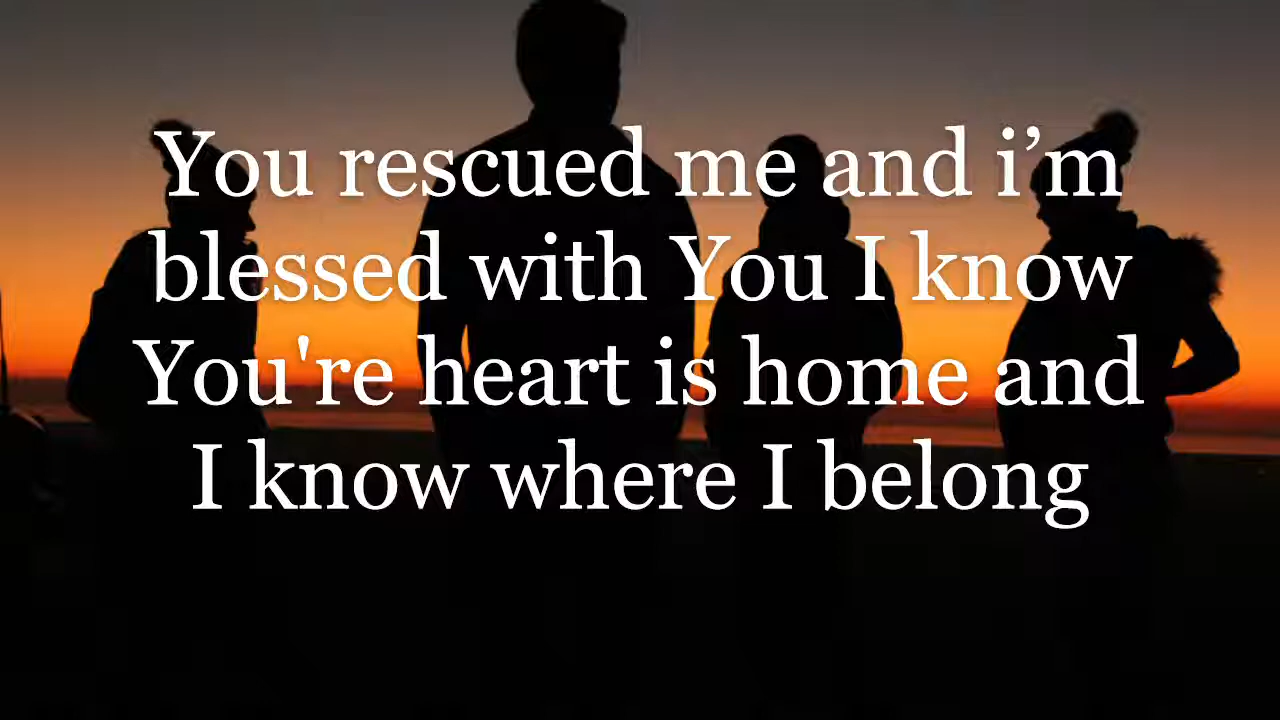 You rescued me and i’m
blessed with You I know
You're heart is home and
I know where I belong